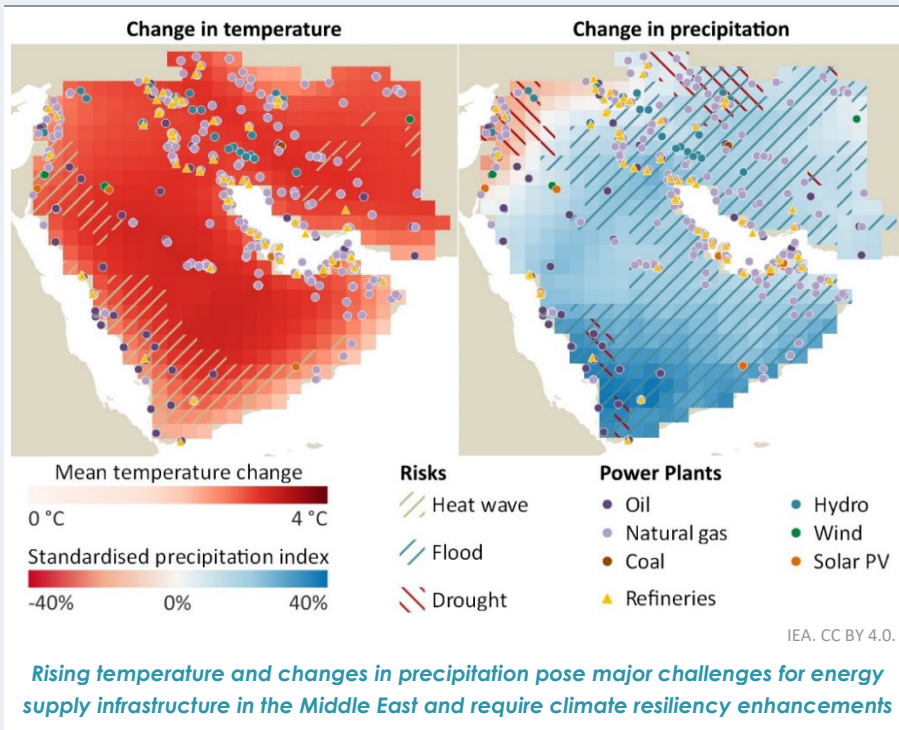 Change in temperature
Change in precipitation
Mean temperature change
0 °C
4 °C
Standardised precipitation index
-40%
0%
40%
Risks
Heat wave
Flood
Drought
Power Plants
Oil
Natural gas
Coal
Refineries
Hydro
Wind
Solar PV
IEA. CC BY 4.0.
Rising temperature and changes in precipitation pose major challenges for energy
supply infrastructure in the Middle East and require climate resiliency enhancements